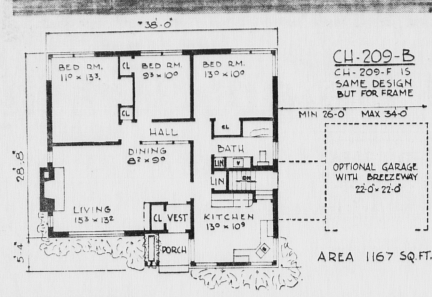 38'-0"
BED RM.
11⁰ x 13³
CL
BED RM.
9³ x 10⁰
BED RM.
13⁰ x 10⁰
CH-209-B
CH-209-F IS
SAME DESIGN
BUT FOR FRAME
MIN 26'-0" MAX 34'-0"
CL
CL
HALL
DINING
8² x 9⁰
BATH
LIN
28'-8"
LIN
OPTIONAL GARAGE
WITH BREEZEWAY
22'-0" x 22'-0"
LIVING
15³ x 13²
CL
VEST
KITCHEN
13⁰ x 10⁹
5'-4"
PORCH
AREA 1167 SQ.FT.